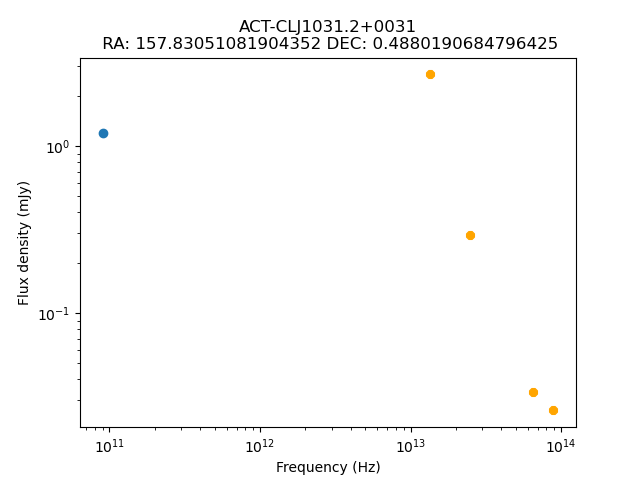 ACT-CLJ1031.2+0031
RA: 157.83051081904352 DEC: 0.4880190684796425
Flux density (mJy)
10⁰
10⁻¹
10¹¹ 10¹² 10¹³ 10¹⁴
Frequency (Hz)